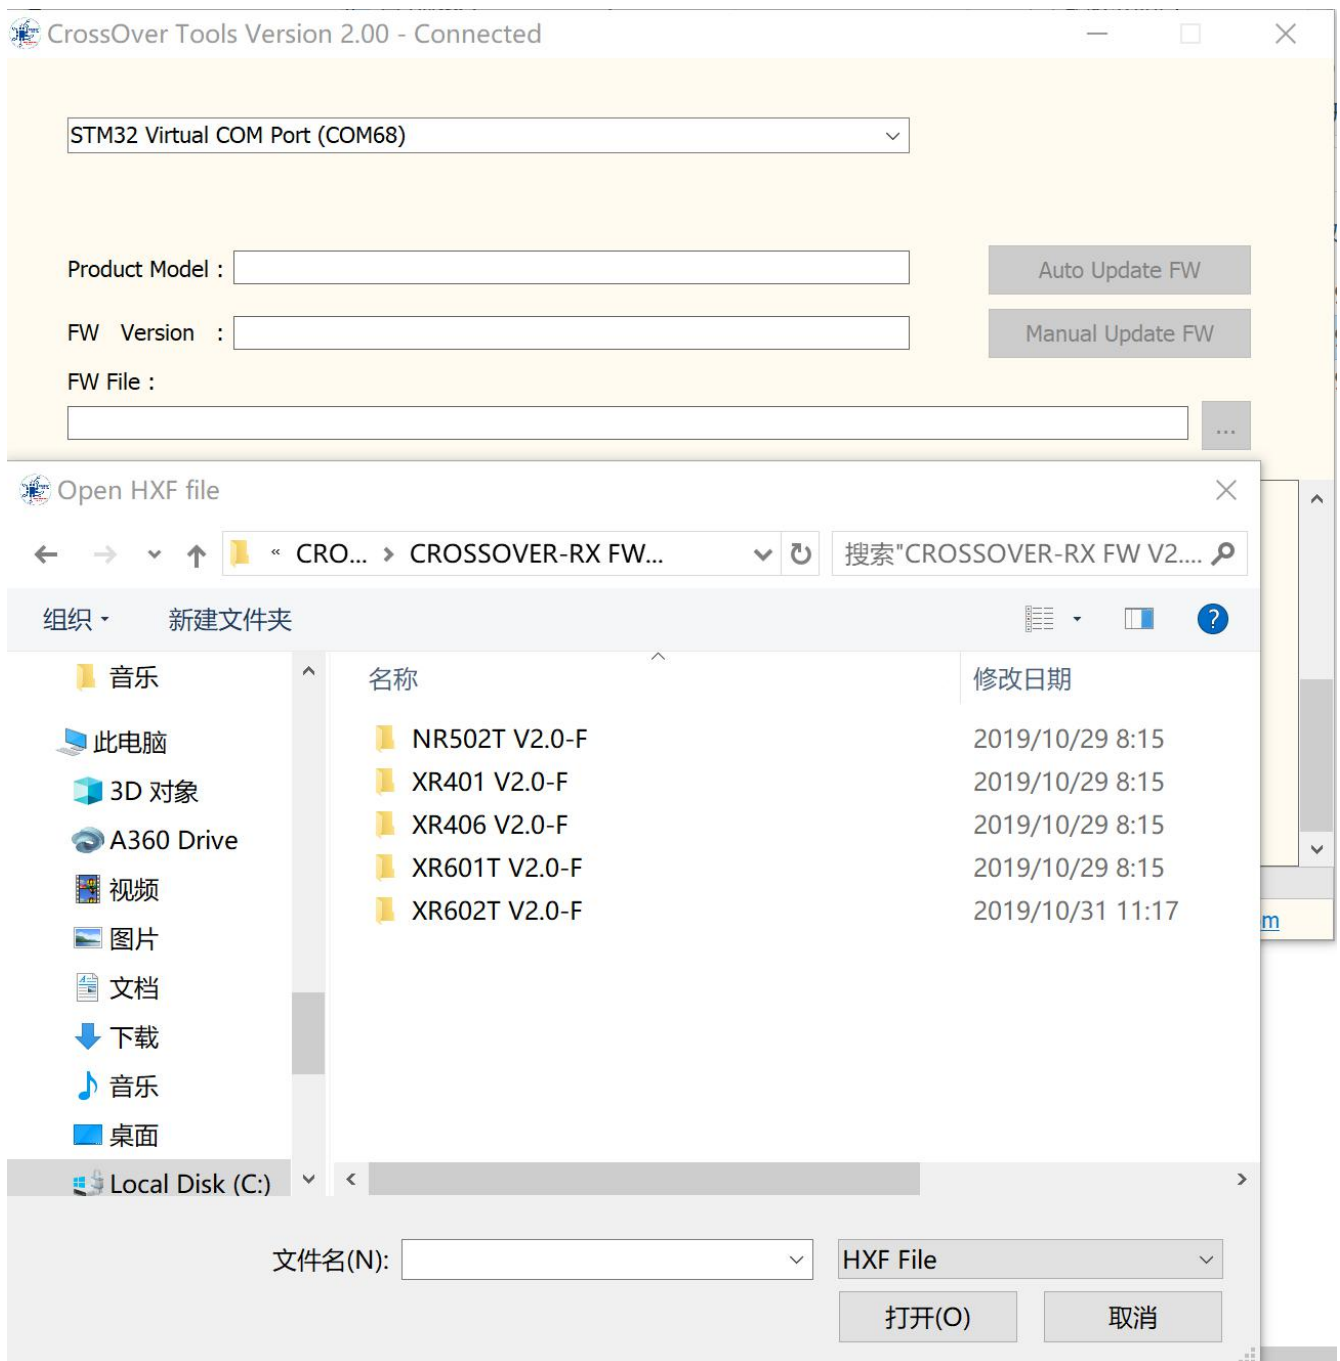 CrossOver Tools Version 2.00 - Connected
STM32 Virtual COM Port (COM68)
Product Model :
Auto Update FW
FW Version :
Manual Update FW
FW File :
...
Open HXF file
« CRO... > CROSSOVER-RX FW...
搜索"CROSSOVER-RX FW V2....
组织
新建文件夹
音乐
名称
修改日期
此电脑
NR502T V2.0-F
2019/10/29 8:15
3D 对象
XR401 V2.0-F
2019/10/29 8:15
A360 Drive
XR406 V2.0-F
2019/10/29 8:15
视频
XR601T V2.0-F
2019/10/29 8:15
图片
XR602T V2.0-F
2019/10/31 11:17
m
文档
下载
音乐
桌面
Local Disk (C:)
文件名(N):
HXF File
打开(O)
取消